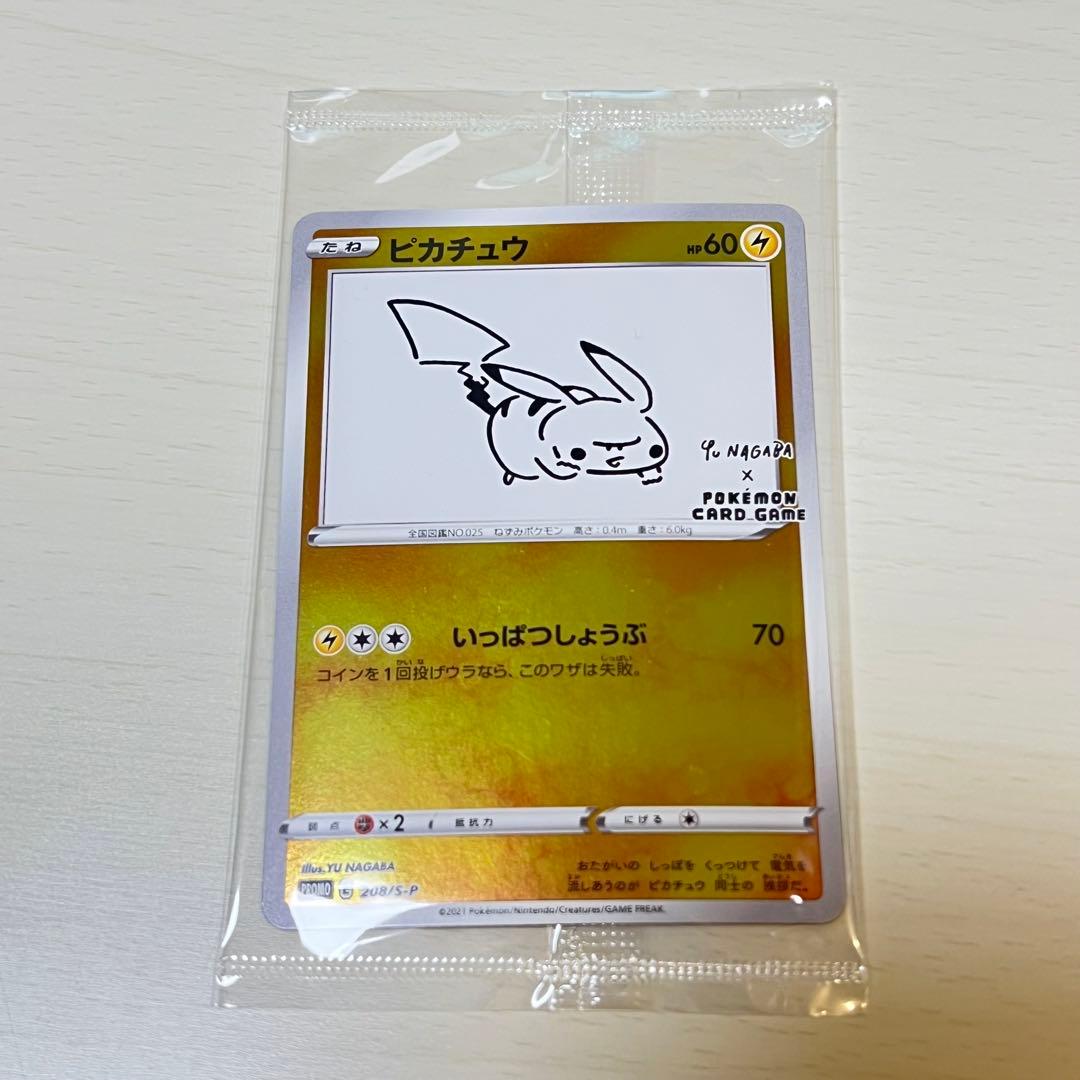 たね ピカチュウ HP 60
Yu NAGABA
×
POKÉMON
CARD GAME
全国図鑑NO.025 ねずみポケモン 高さ：0.4m 重さ：6.0kg
いっぱつしょうぶ 70
コインを1回投げウラなら、このワザは失敗。
弱点 ×2 抵抗力 にげる
Illus.YU NAGABA
おたがいの しっぽを くっつけて 電気を
流しあうのが ピカチュウ 同士の 挨拶だ。
PROMO E 208/S-P
©2021 Pokémon/Nintendo/Creatures/GAME FREAK